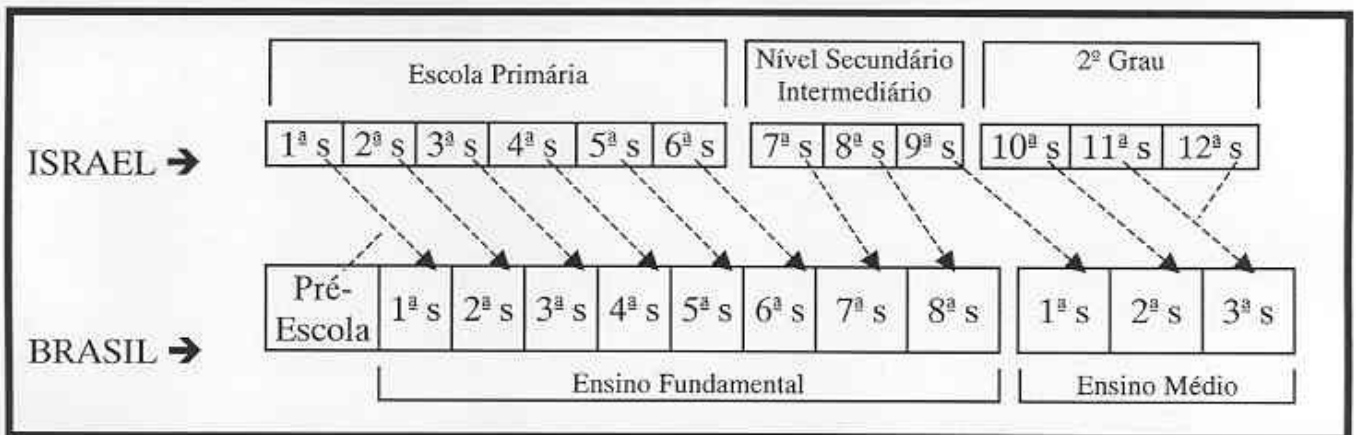 Escola Primária
Nível Secundário
Intermediário
2º Grau
ISRAEL ➔
1ª s 2ª s 3ª s 4ª s 5ª s 6ª s 7ª s 8ª s 9ª s 10ª s 11ª s 12ª s
Pré-
Escola
1ª s 2ª s 3ª s 4ª s 5ª s 6ª s 7ª s 8ª s 1ª s 2ª s 3ª s
BRASIL ➔
Ensino Fundamental
Ensino Médio